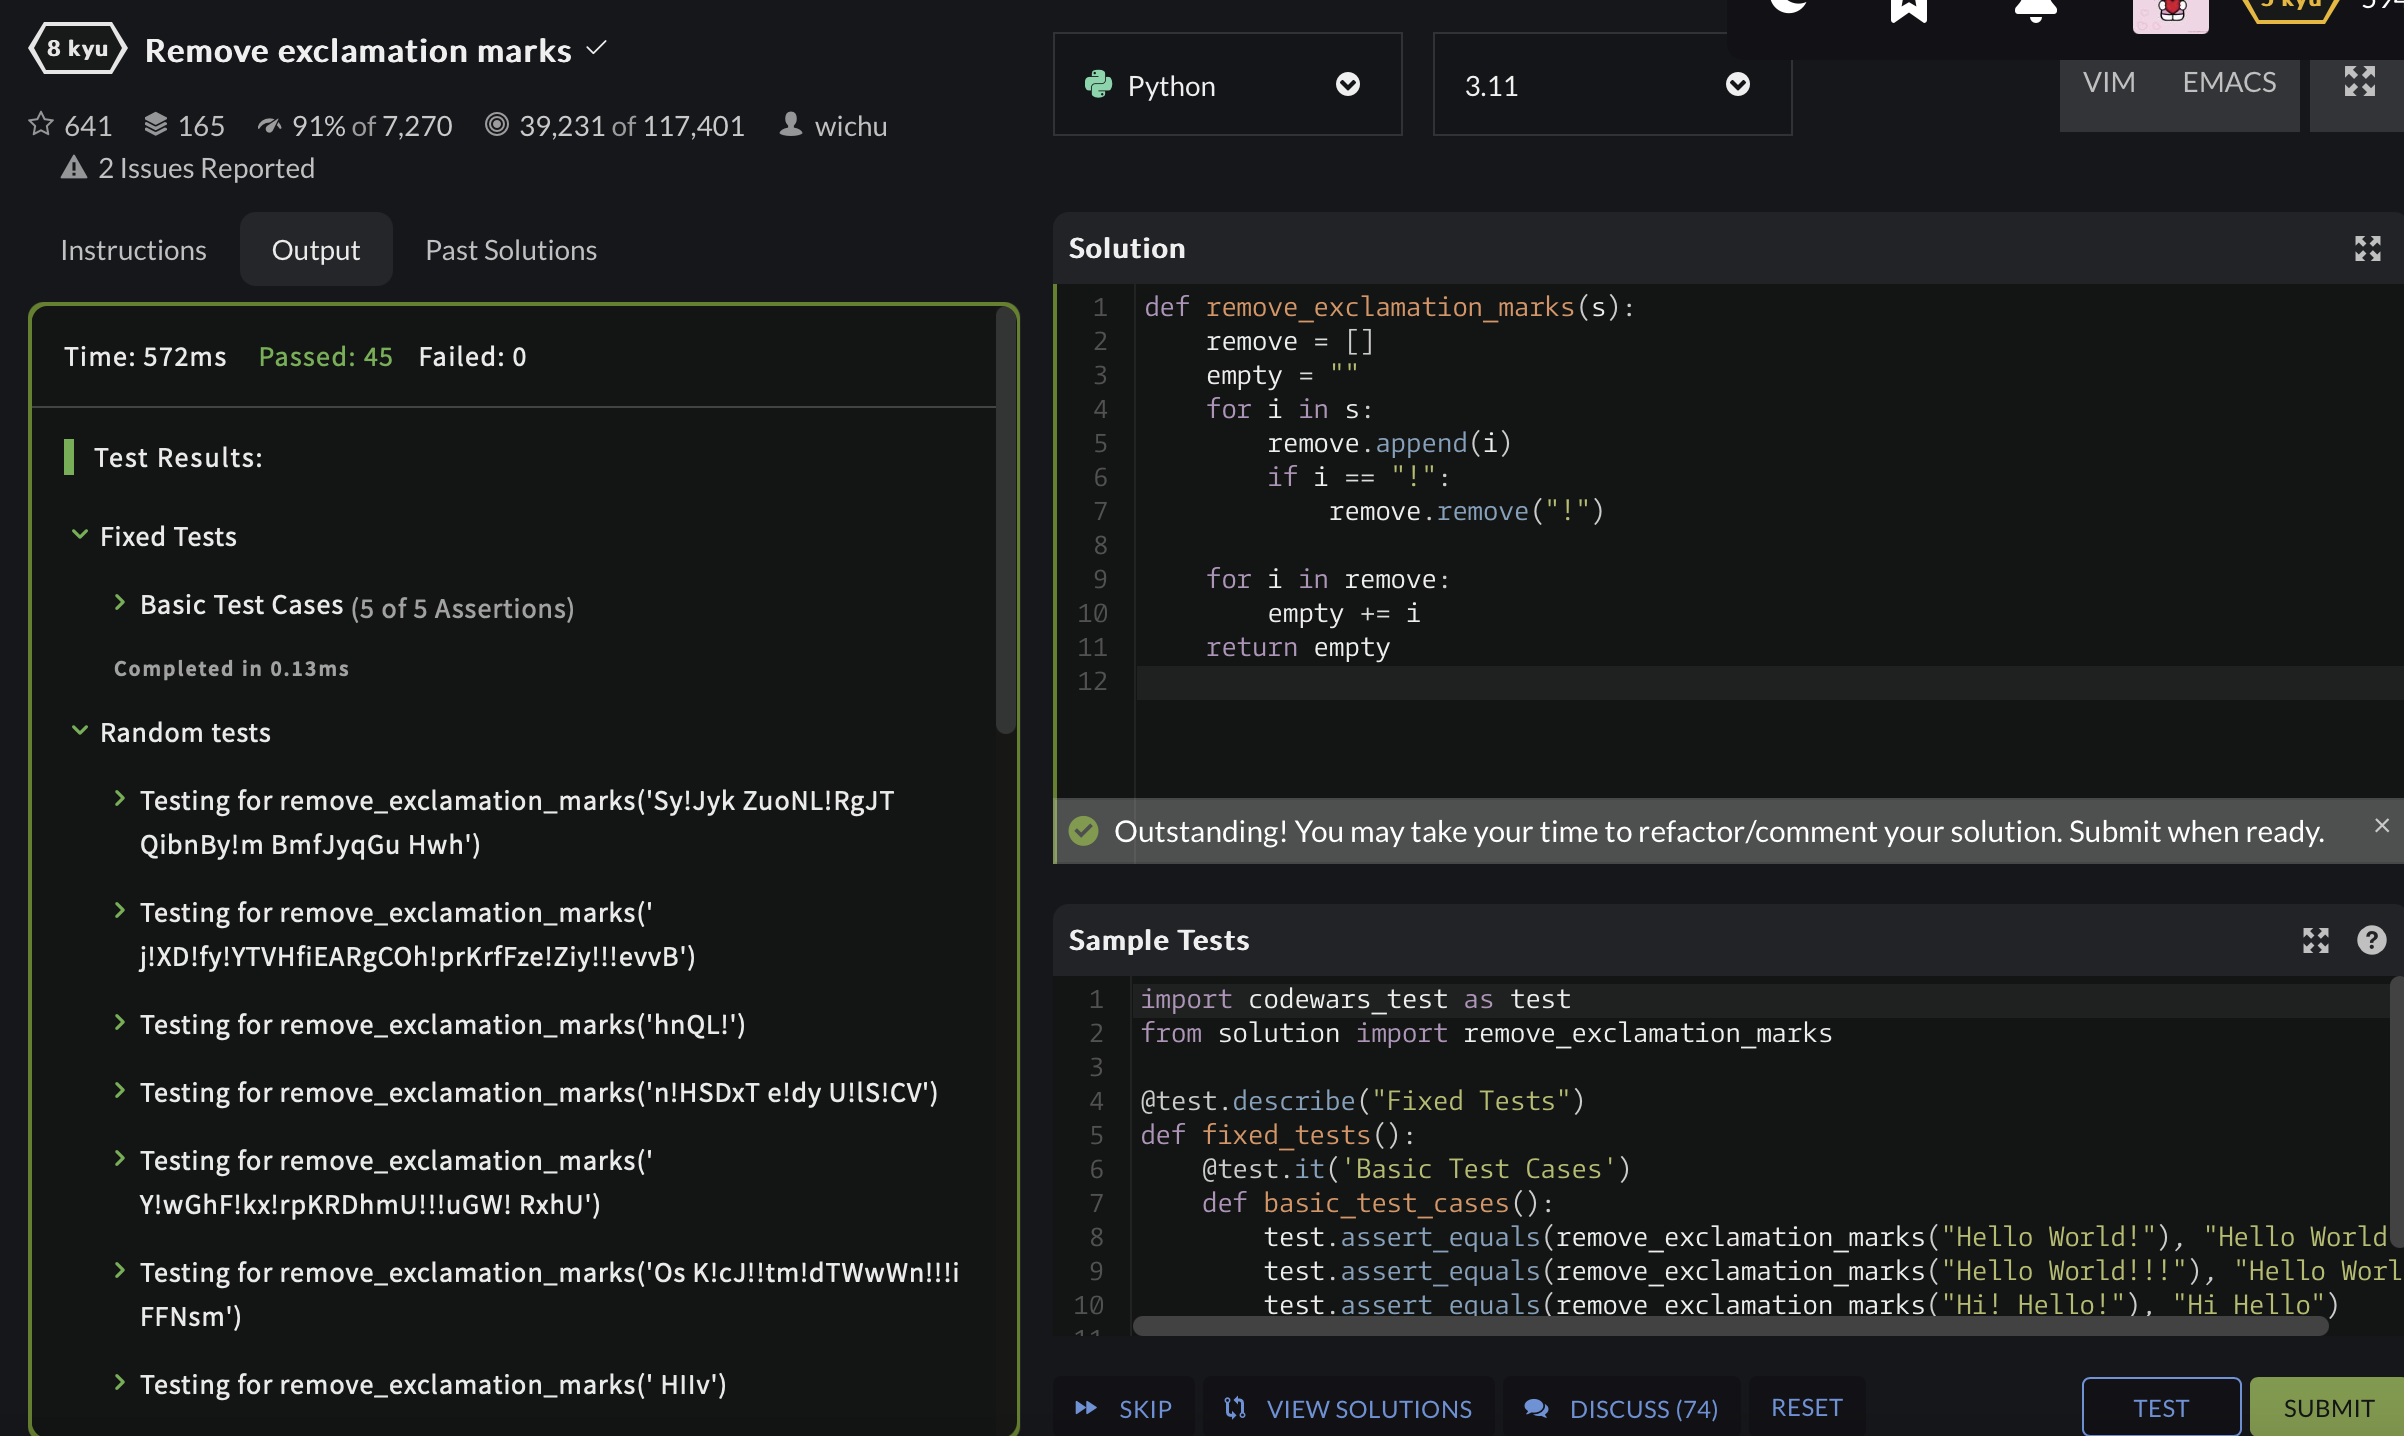 8 kyu Remove exclamation marks
641 165 91% of 7,270 39,231 of 117,401 wichu
2 Issues Reported
Instructions Output Past Solutions
Time: 572ms Passed: 45 Failed: 0
Test Results:
Fixed Tests
Basic Test Cases (5 of 5 Assertions)
Completed in 0.13ms
Random tests
Testing for remove_exclamation_marks('Sy!Jyk ZuoNL!RgJT
QibnBy!m BmfJyqGu Hwh')
Testing for remove_exclamation_marks('
j!XD!fy!YTVHfiEARgCOh!prKrfFze!Ziy!!!evvB')
Testing for remove_exclamation_marks('hnQL!')
Testing for remove_exclamation_marks('n!HSDxT e!dy U!lS!CV')
Testing for remove_exclamation_marks('
Y!wGhF!kx!rpKRDhmU!!!uGW! RxhU')
Testing for remove_exclamation_marks('Os K!cJ!!tm!dTWwWn!!!i
FFNsm')
Testing for remove_exclamation_marks(' HIIv')
Python 3.11
VIM EMACS
Solution
1 def remove_exclamation_marks(s):
2     remove = []
3     empty = ""
4     for i in s:
5         remove.append(i)
6         if i == "!":
7             remove.remove("!")
8
9     for i in remove:
10         empty += i
11     return empty
12
Outstanding! You may take your time to refactor/comment your solution. Submit when ready.
Sample Tests
1 import codewars_test as test
2 from solution import remove_exclamation_marks
3
4 @test.describe("Fixed Tests")
5 def fixed_tests():
6     @test.it('Basic Test Cases')
7     def basic_test_cases():
8         test.assert_equals(remove_exclamation_marks("Hello World!"), "Hello World
9         test.assert_equals(remove_exclamation_marks("Hello World!!!"), "Hello Worl
10         test.assert_equals(remove_exclamation_marks("Hi! Hello!"), "Hi Hello")
11
SKIP VIEW SOLUTIONS DISCUSS (74) RESET TEST SUBMIT